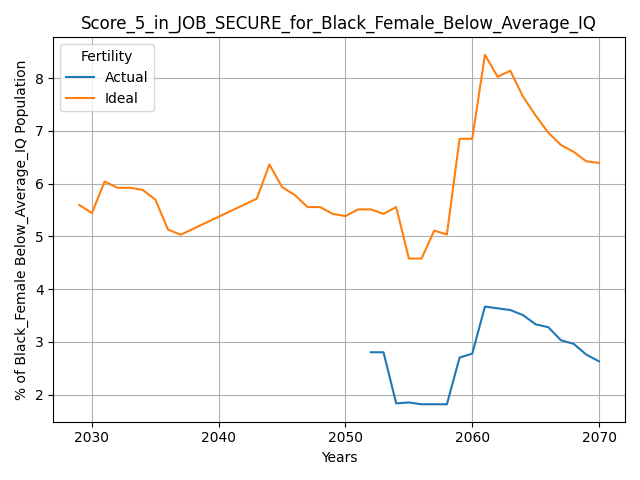 Score_5_in_JOB_SECURE_for_Black_Female_Below_Average_IQ
Fertility
Actual
Ideal
% of Black_Female Below_Average_IQ Population
8
7
6
5
4
3
2
2030 2040 2050 2060 2070
Years